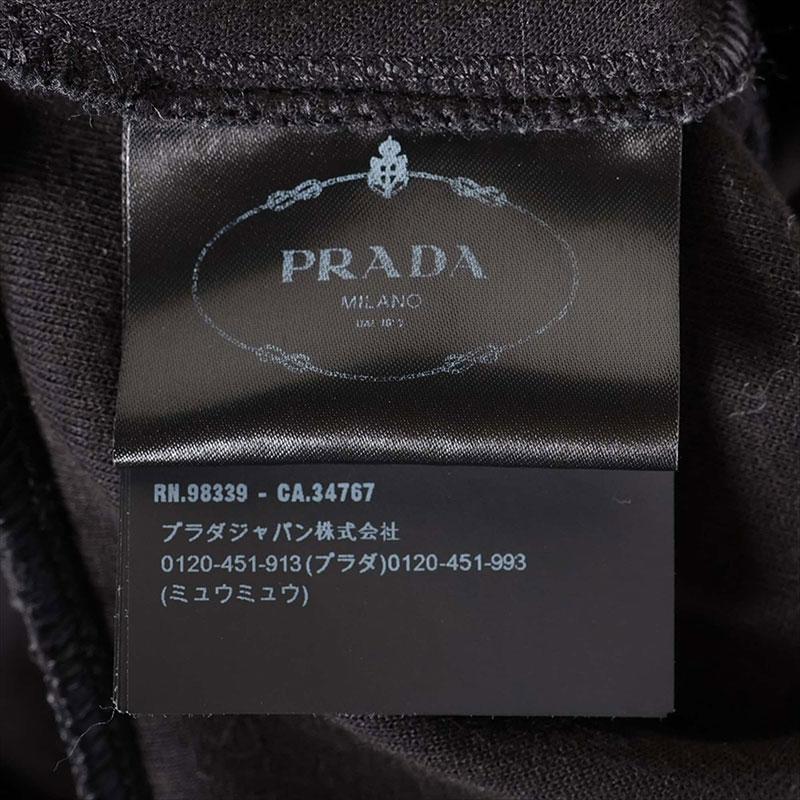 PRADA
MILANO
RN.98339 - CA.34767
プラダジャパン株式会社
0120-451-913(プラダ)0120-451-993
(ミュウミュウ)